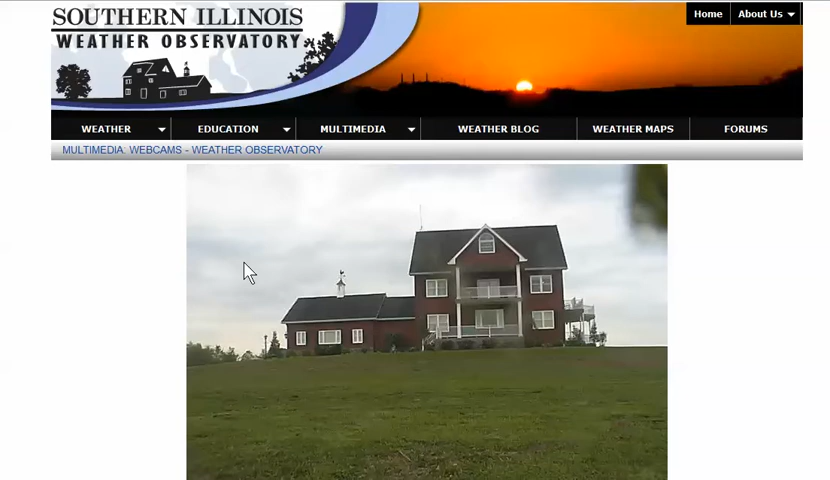 SOUTHERN ILLINOIS
WEATHER OBSERVATORY
Home
About Us
WEATHER
EDUCATION
MULTIMEDIA
WEATHER BLOG
WEATHER MAPS
FORUMS
MULTIMEDIA: WEBCAMS - WEATHER OBSERVATORY